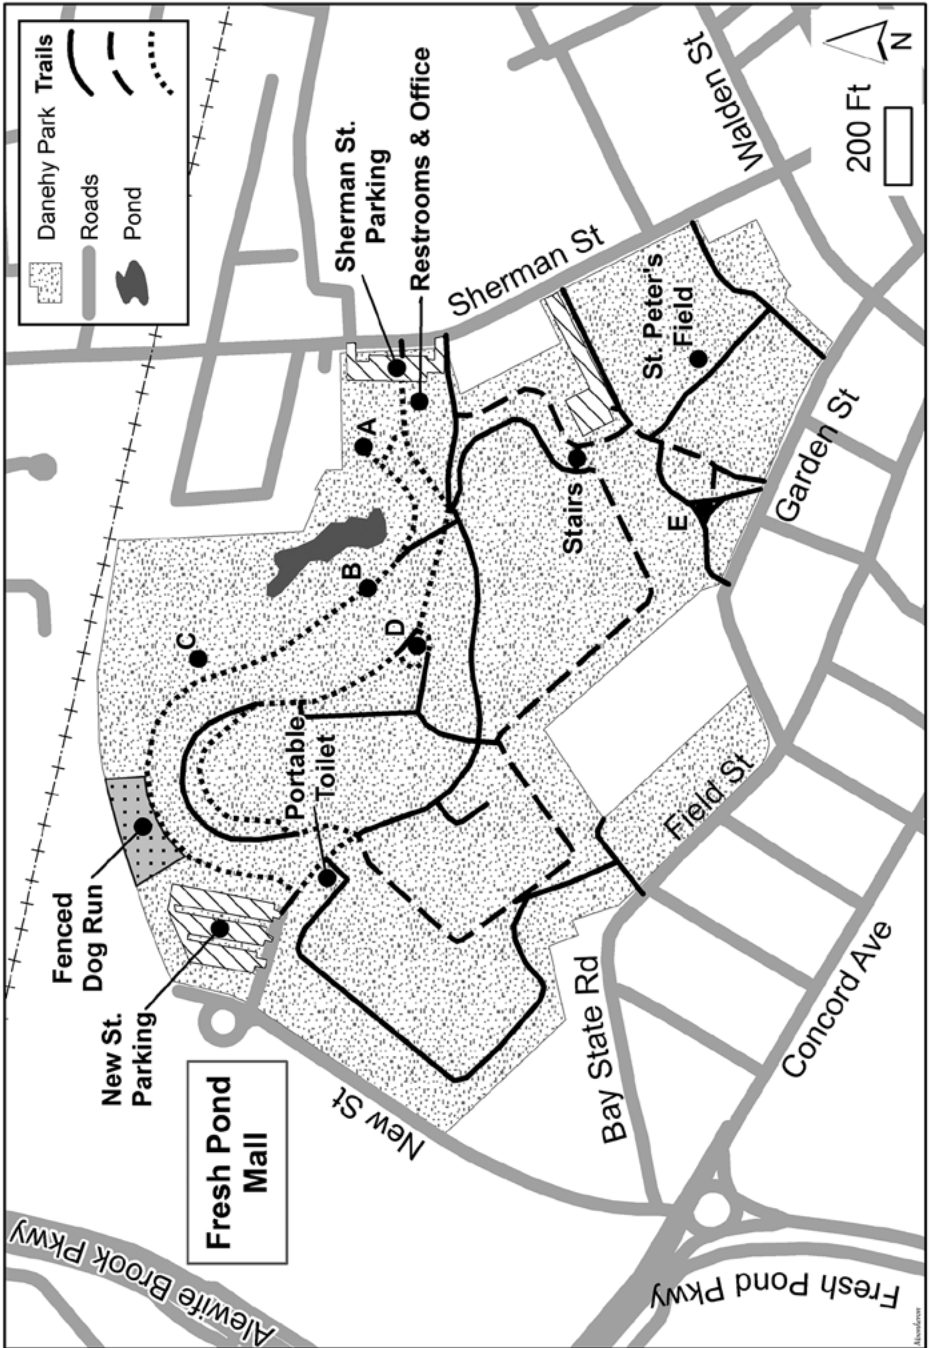 Danehy Park
Trails
Roads
Pond
Fenced
Dog Run
New St.
Parking
Fresh Pond
Mall
Alewife Brook Pkwy
New St
Portable
Toilet
A
B
C
D
E
Sherman St.
Parking
Restrooms & Office
Sherman St
Walden St
St. Peter's
Field
Stairs
Garden St
Field St
Bay State Rd
Concord Ave
Fresh Pond Pkwy
200 Ft
N